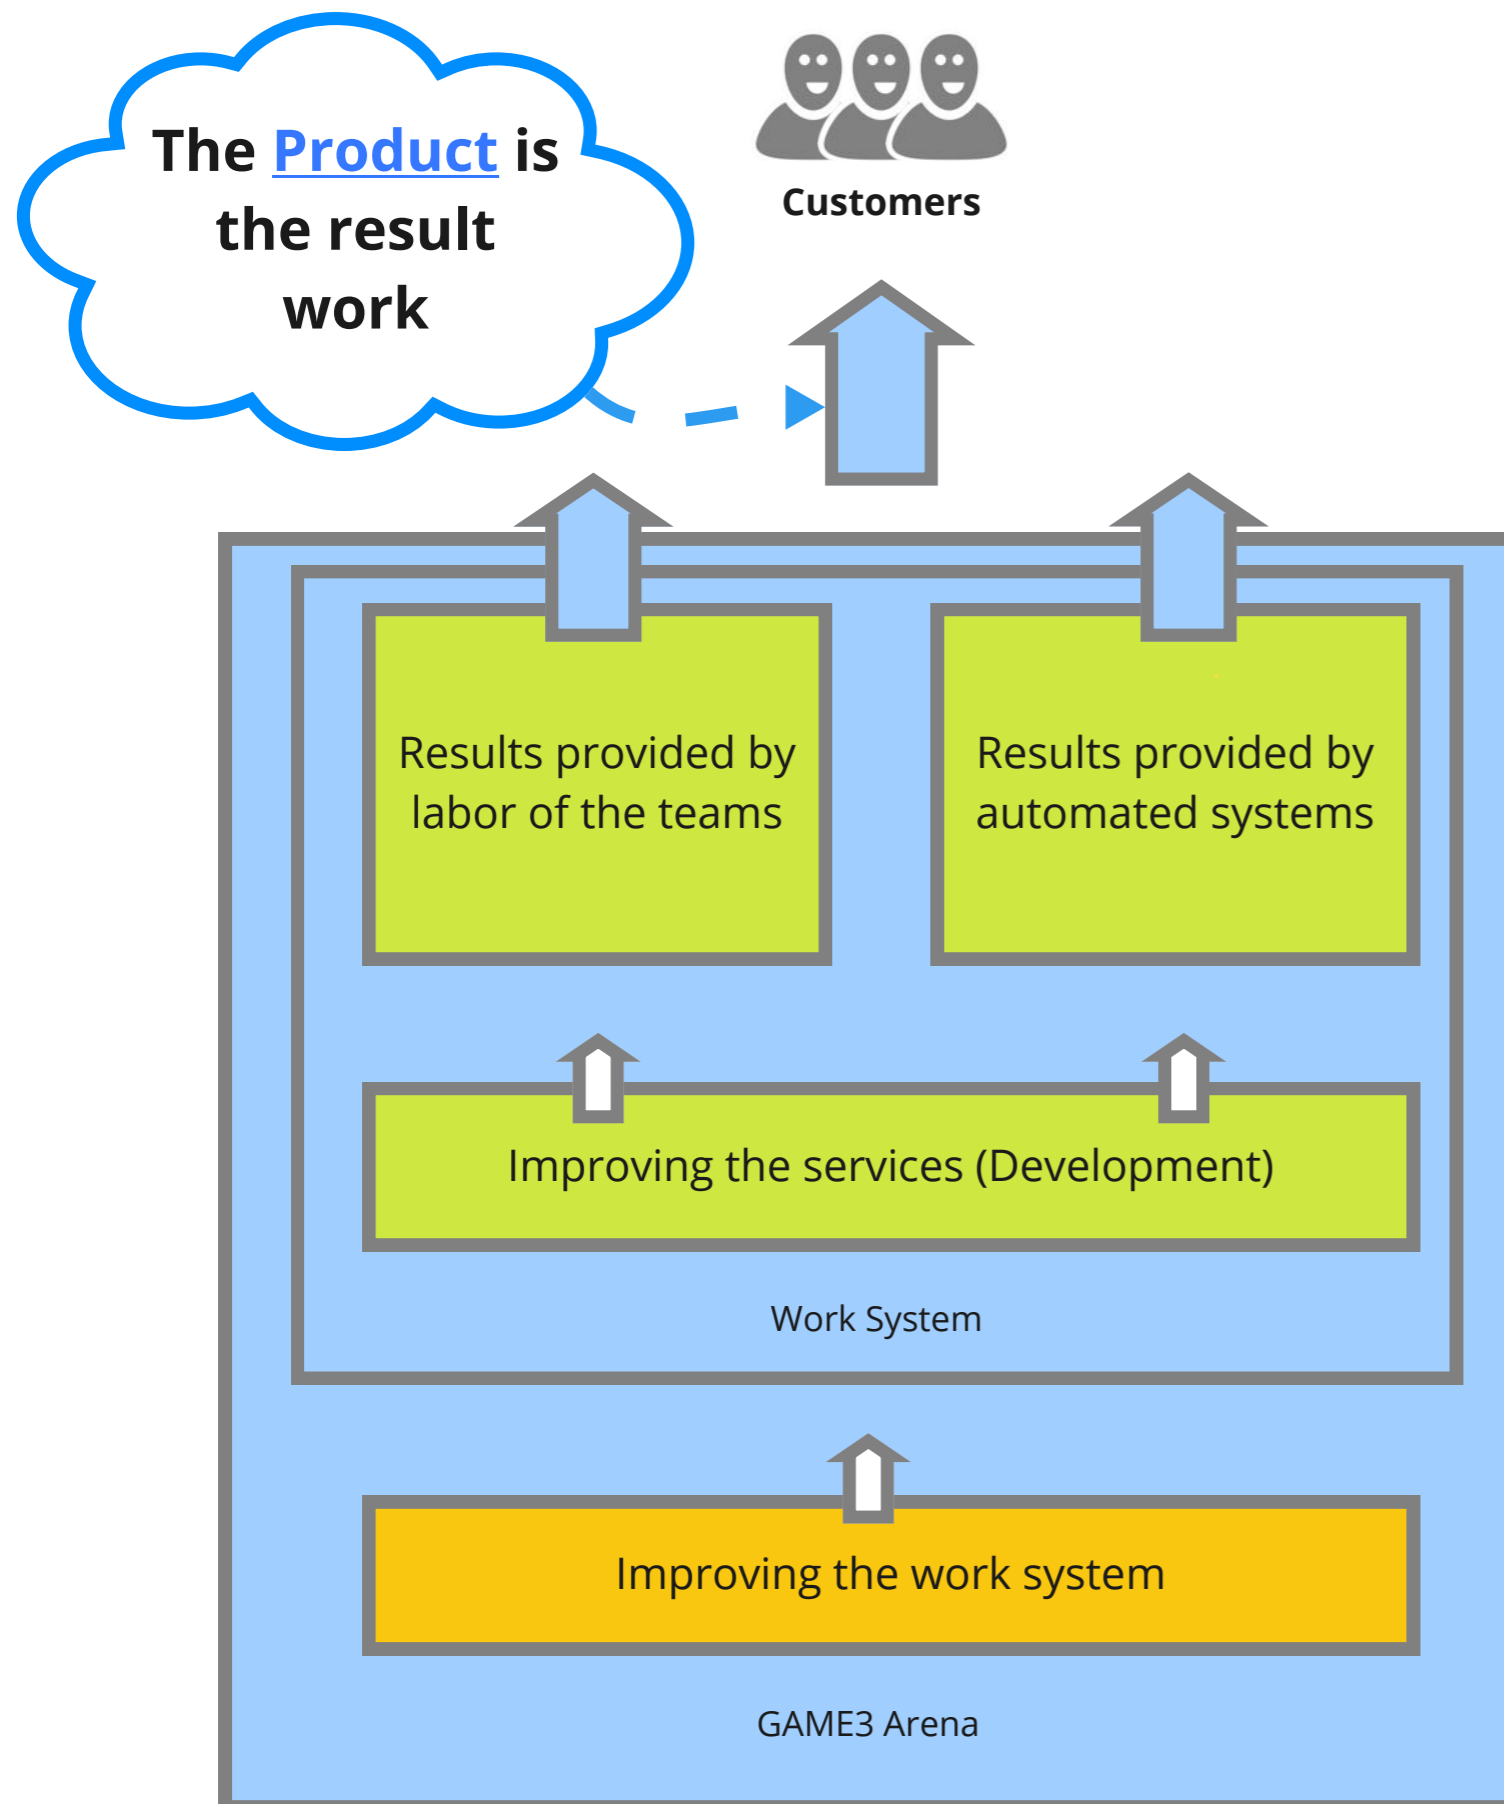 The Product is
the result
work
Customers
Results provided by
labor of the teams
Results provided by
automated systems
Improving the services (Development)
Work System
Improving the work system
GAME3 Arena